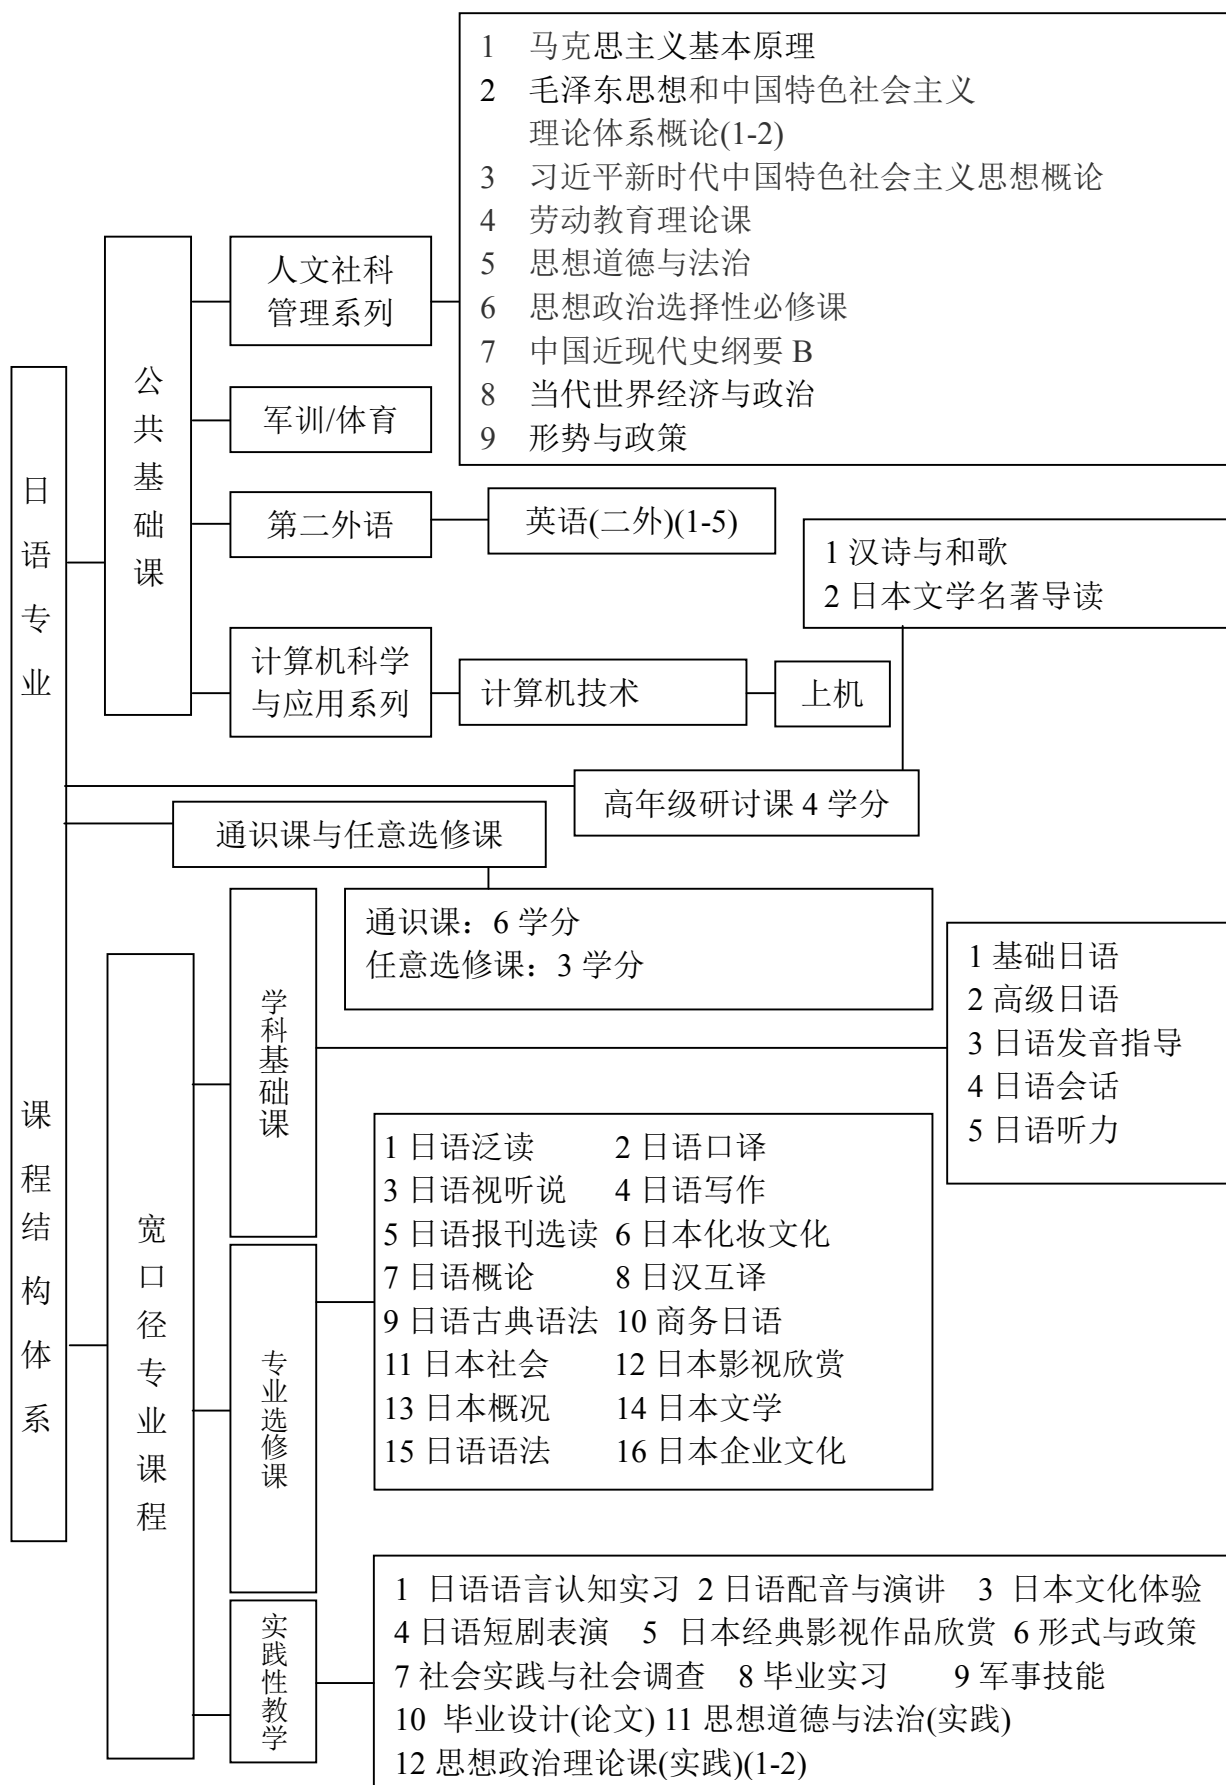 1 马克思主义基本原理
2 毛泽东思想和中国特色社会主义
理论体系概论(1-2)
3 习近平新时代中国特色社会主义思想概论
4 劳动教育理论课
5 思想道德与法治
6 思想政治选择性必修课
7 中国近现代史纲要 B
8 当代世界经济与政治
9 形势与政策
人文社科
管理系列
公共基础课
军训/体育
日语专业
第二外语
英语(二外)(1-5)
1 汉诗与和歌
2 日本文学名著导读
计算机科学
与应用系列
计算机技术
上机
高年级研讨课 4 学分
通识课与任意选修课
通识课：6 学分
任意选修课：3 学分
课程结构体系
宽口径专业课程
学科基础课
1 基础日语
2 高级日语
3 日语发音指导
4 日语会话
5 日语听力
专业选修课
1 日语泛读 2 日语口译
3 日语视听说 4 日语写作
5 日语报刊选读 6 日本化妆文化
7 日语概论 8 日汉互译
9 日语古典语法 10 商务日语
11 日本社会 12 日本影视欣赏
13 日本概况 14 日本文学
15 日语语法 16 日本企业文化
实践性教学
1 日语语言认知实习 2 日语配音与演讲 3 日本文化体验
4 日语短剧表演 5 日本经典影视作品欣赏 6 形式与政策
7 社会实践与社会调查 8 毕业实习 9 军事技能
10 毕业设计(论文) 11 思想道德与法治(实践)
12 思想政治理论课(实践)(1-2)